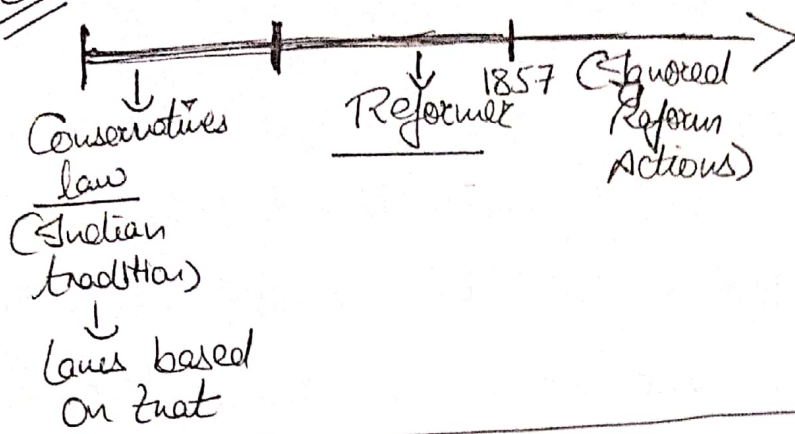 Conservatives
law
(Indian
tradition)
Laws based
on that
Reformer
1857
(Ignored
Reform
Actions)